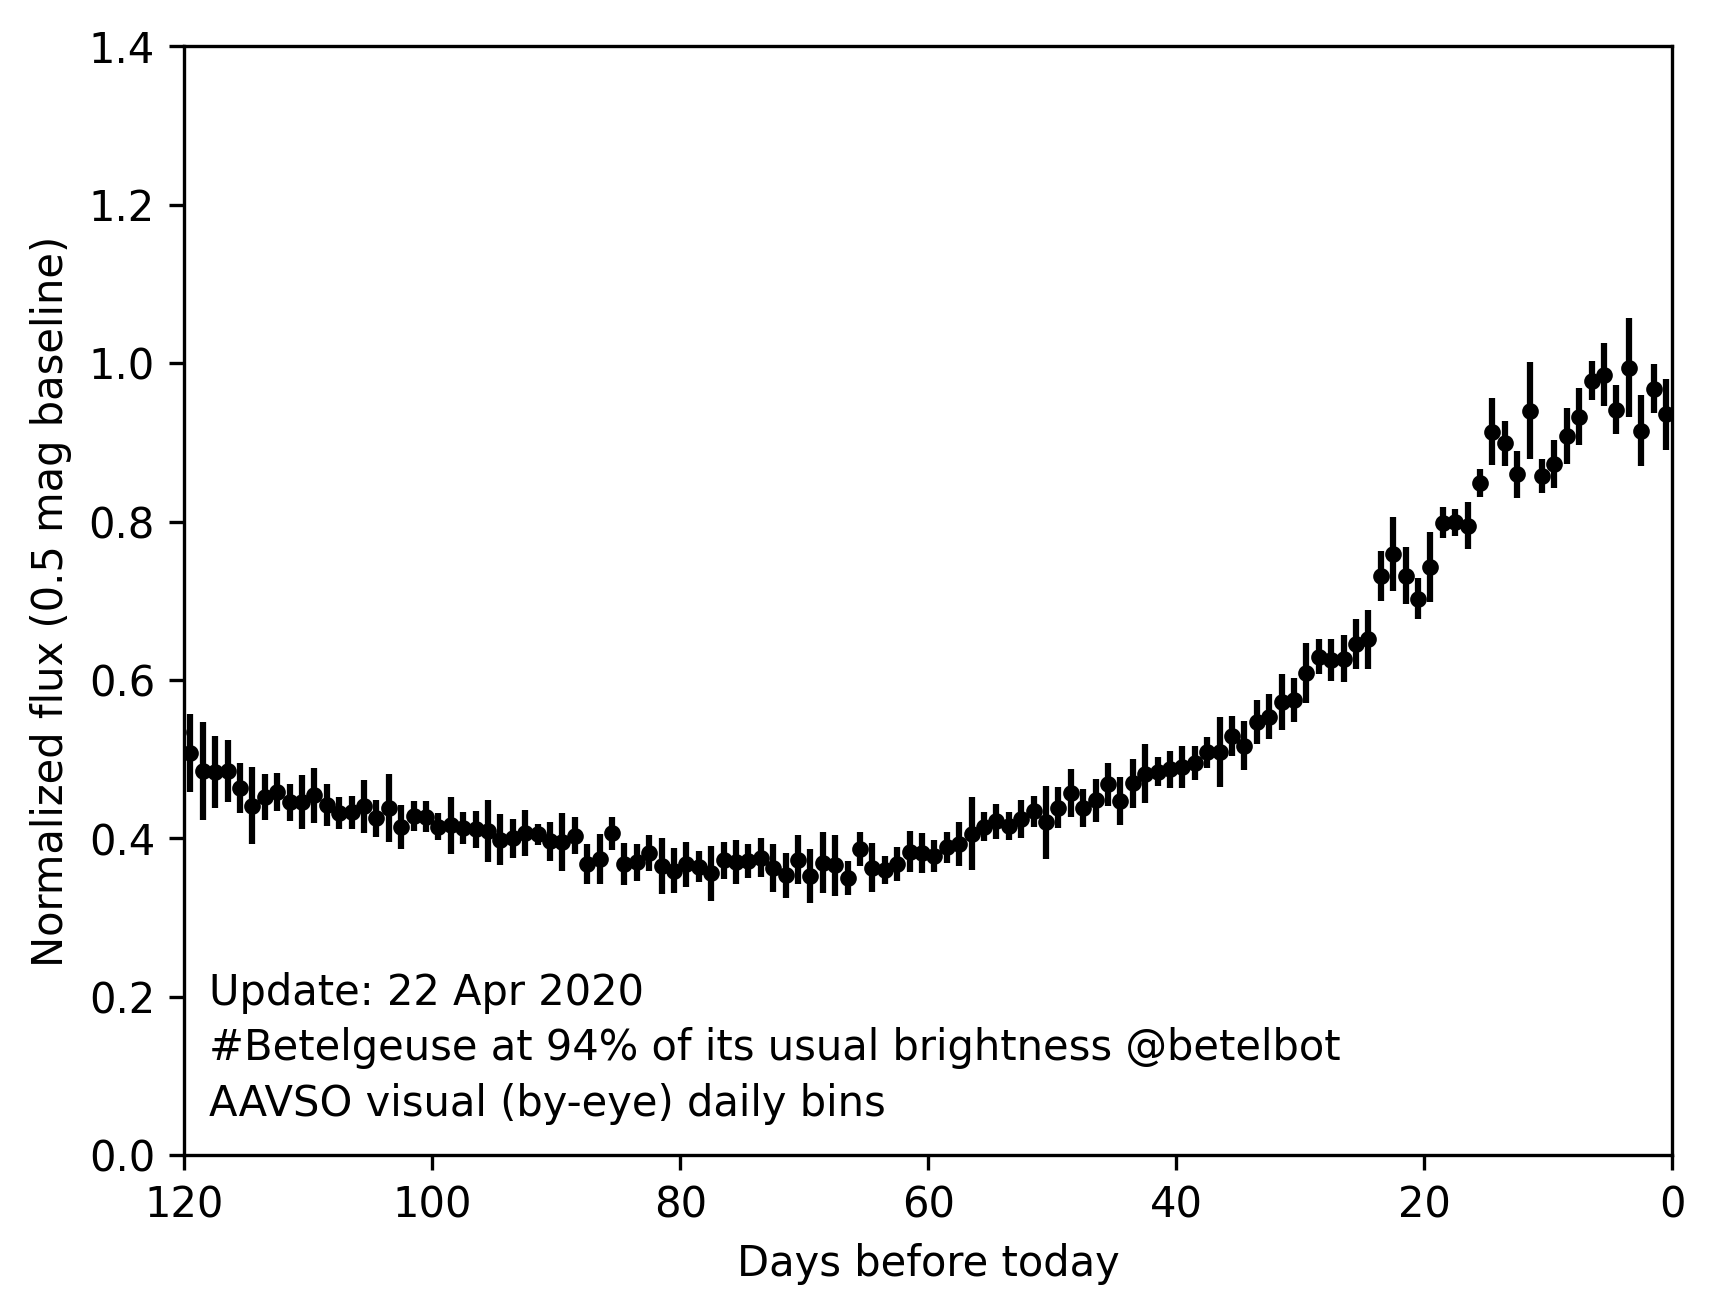 1.4
1.2
1.0
0.8
0.6
0.4
0.2
0.0
Normalized flux (0.5 mag baseline)
Update: 22 Apr 2020
#Betelgeuse at 94% of its usual brightness @betelbot
AAVSO visual (by-eye) daily bins
120 100 80 60 40 20 0
Days before today